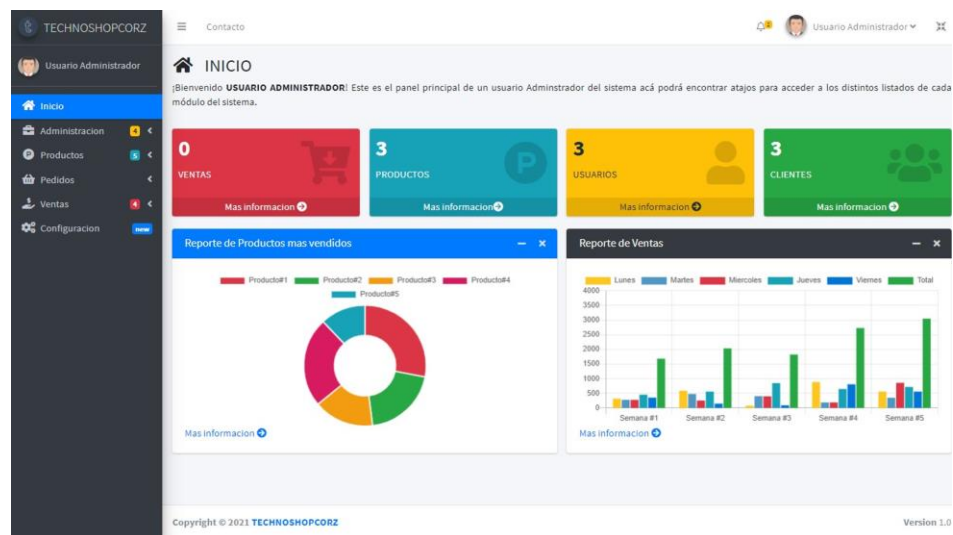 TECHNOSHOPCORZ
Contacto
Usuario Administrador
Usuario Administrador
INICIO
¡Bienvenido USUARIO ADMINISTRADOR! Este es el panel principal de un usuario Adminstrador del sistema acá podrá encontrar atajos para acceder a los distintos listados de cada
módulo del sistema.
Inicio
Administracion 4
Productos 5
Pedidos
Ventas 4
Configuracion new
0
VENTAS
Mas informacion
3
PRODUCTOS
Mas informacion
3
USUARIOS
Mas informacion
3
CLIENTES
Mas informacion
Reporte de Productos mas vendidos
Producto#1 Producto#2 Producto#3 Producto#4
Producto#5
Mas informacion
Reporte de Ventas
Lunes Martes Miercoles Jueves Viernes Total
4000
3500
3000
2500
2000
1500
1000
500
0
Semana #1 Semana #2 Semana #3 Semana #4 Semana #5
Mas informacion
Copyright © 2021 TECHNOSHOPCORZ
Version 1.0